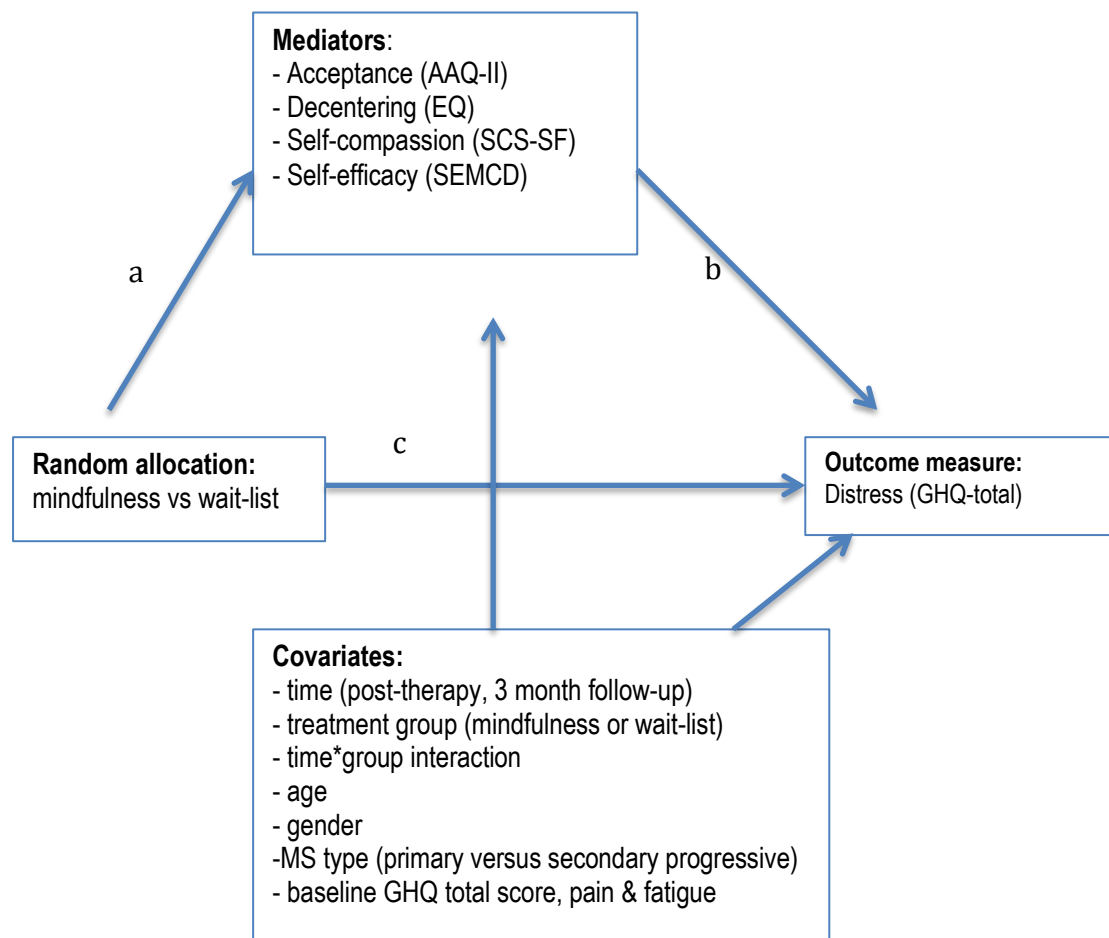 Mediators:
- Acceptance (AAQ-II)
- Decentering (EQ)
- Self-compassion (SCS-SF)
- Self-efficacy (SEMCD)
a
b
c
Random allocation:
mindfulness vs wait-list
Outcome measure:
Distress (GHQ-total)
Covariates:
- time (post-therapy, 3 month follow-up)
- treatment group (mindfulness or wait-list)
- time*group interaction
- age
- gender
-MS type (primary versus secondary progressive)
- baseline GHQ total score, pain & fatigue